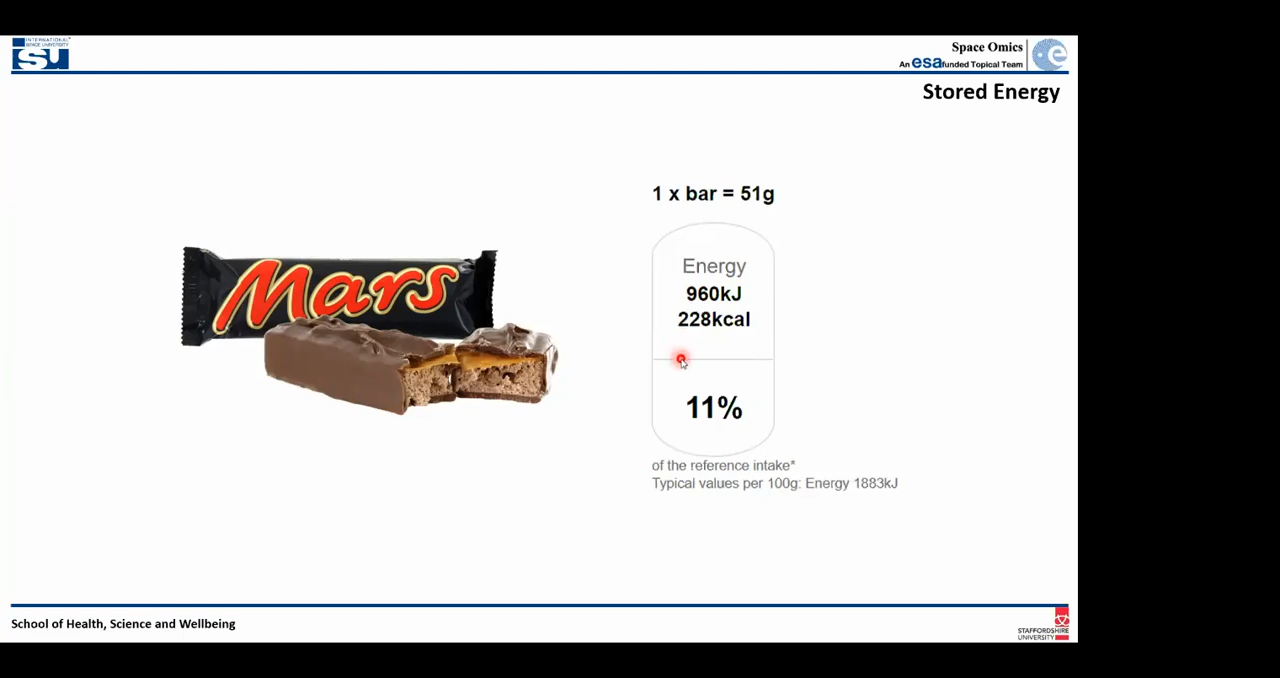 INTERNATIONAL
SPACE UNIVERSITY
ISU
Space Omics
An esa funded Topical Team
Stored Energy
1 x bar = 51g
Mars
Energy
960kJ
228kcal
11%
of the reference intake*
Typical values per 100g: Energy 1883kJ
School of Health, Science and Wellbeing
STAFFORDSHIRE
UNIVERSITY